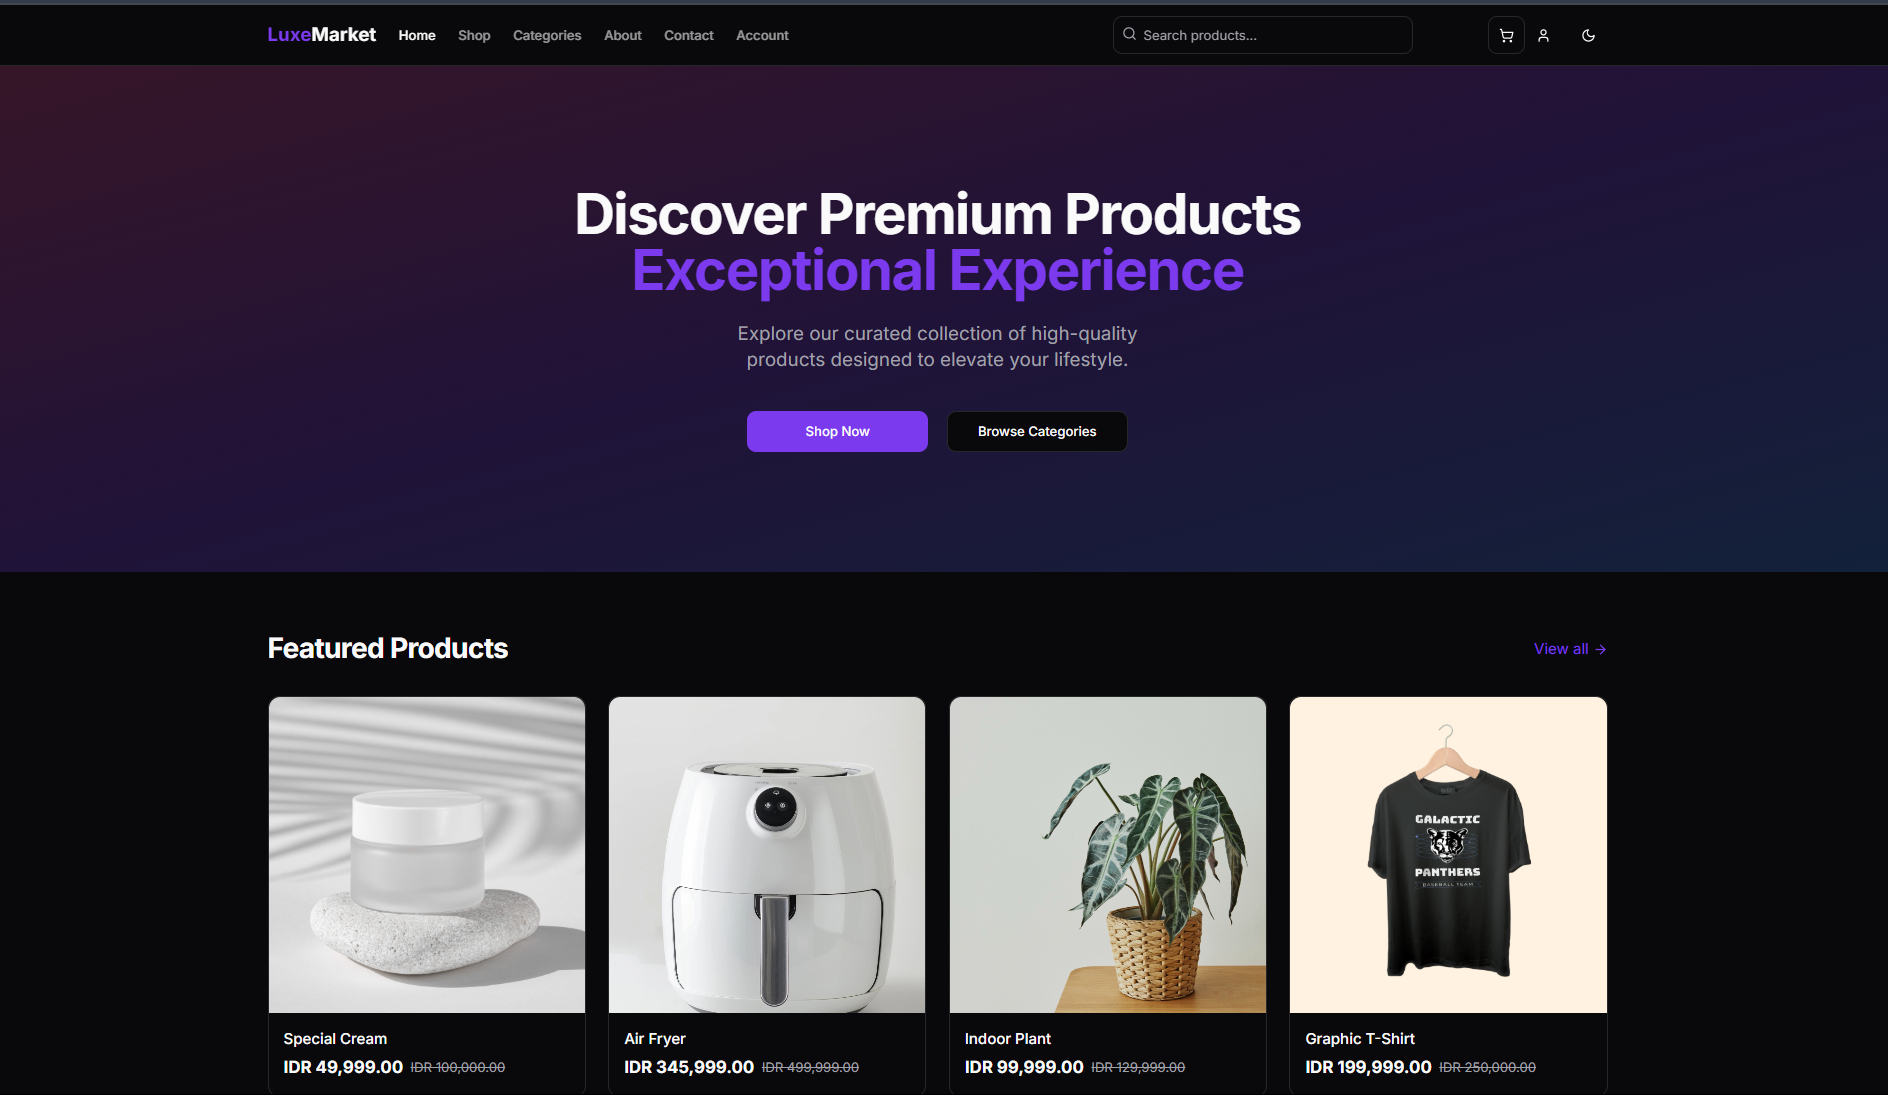 LuxeMarket Home Shop Categories About Contact Account Search products...
Discover Premium Products
Exceptional Experience
Explore our curated collection of high-quality
products designed to elevate your lifestyle.
Shop Now Browse Categories
Featured Products View all →
GALACTIC
PANTHERS
BASEBALL TEAM
Special Cream
IDR 49,999.00 IDR 100,000.00
Air Fryer
IDR 345,999.00 IDR 499,999.00
Indoor Plant
IDR 99,999.00 IDR 129,999.00
Graphic T-Shirt
IDR 199,999.00 IDR 250,000.00